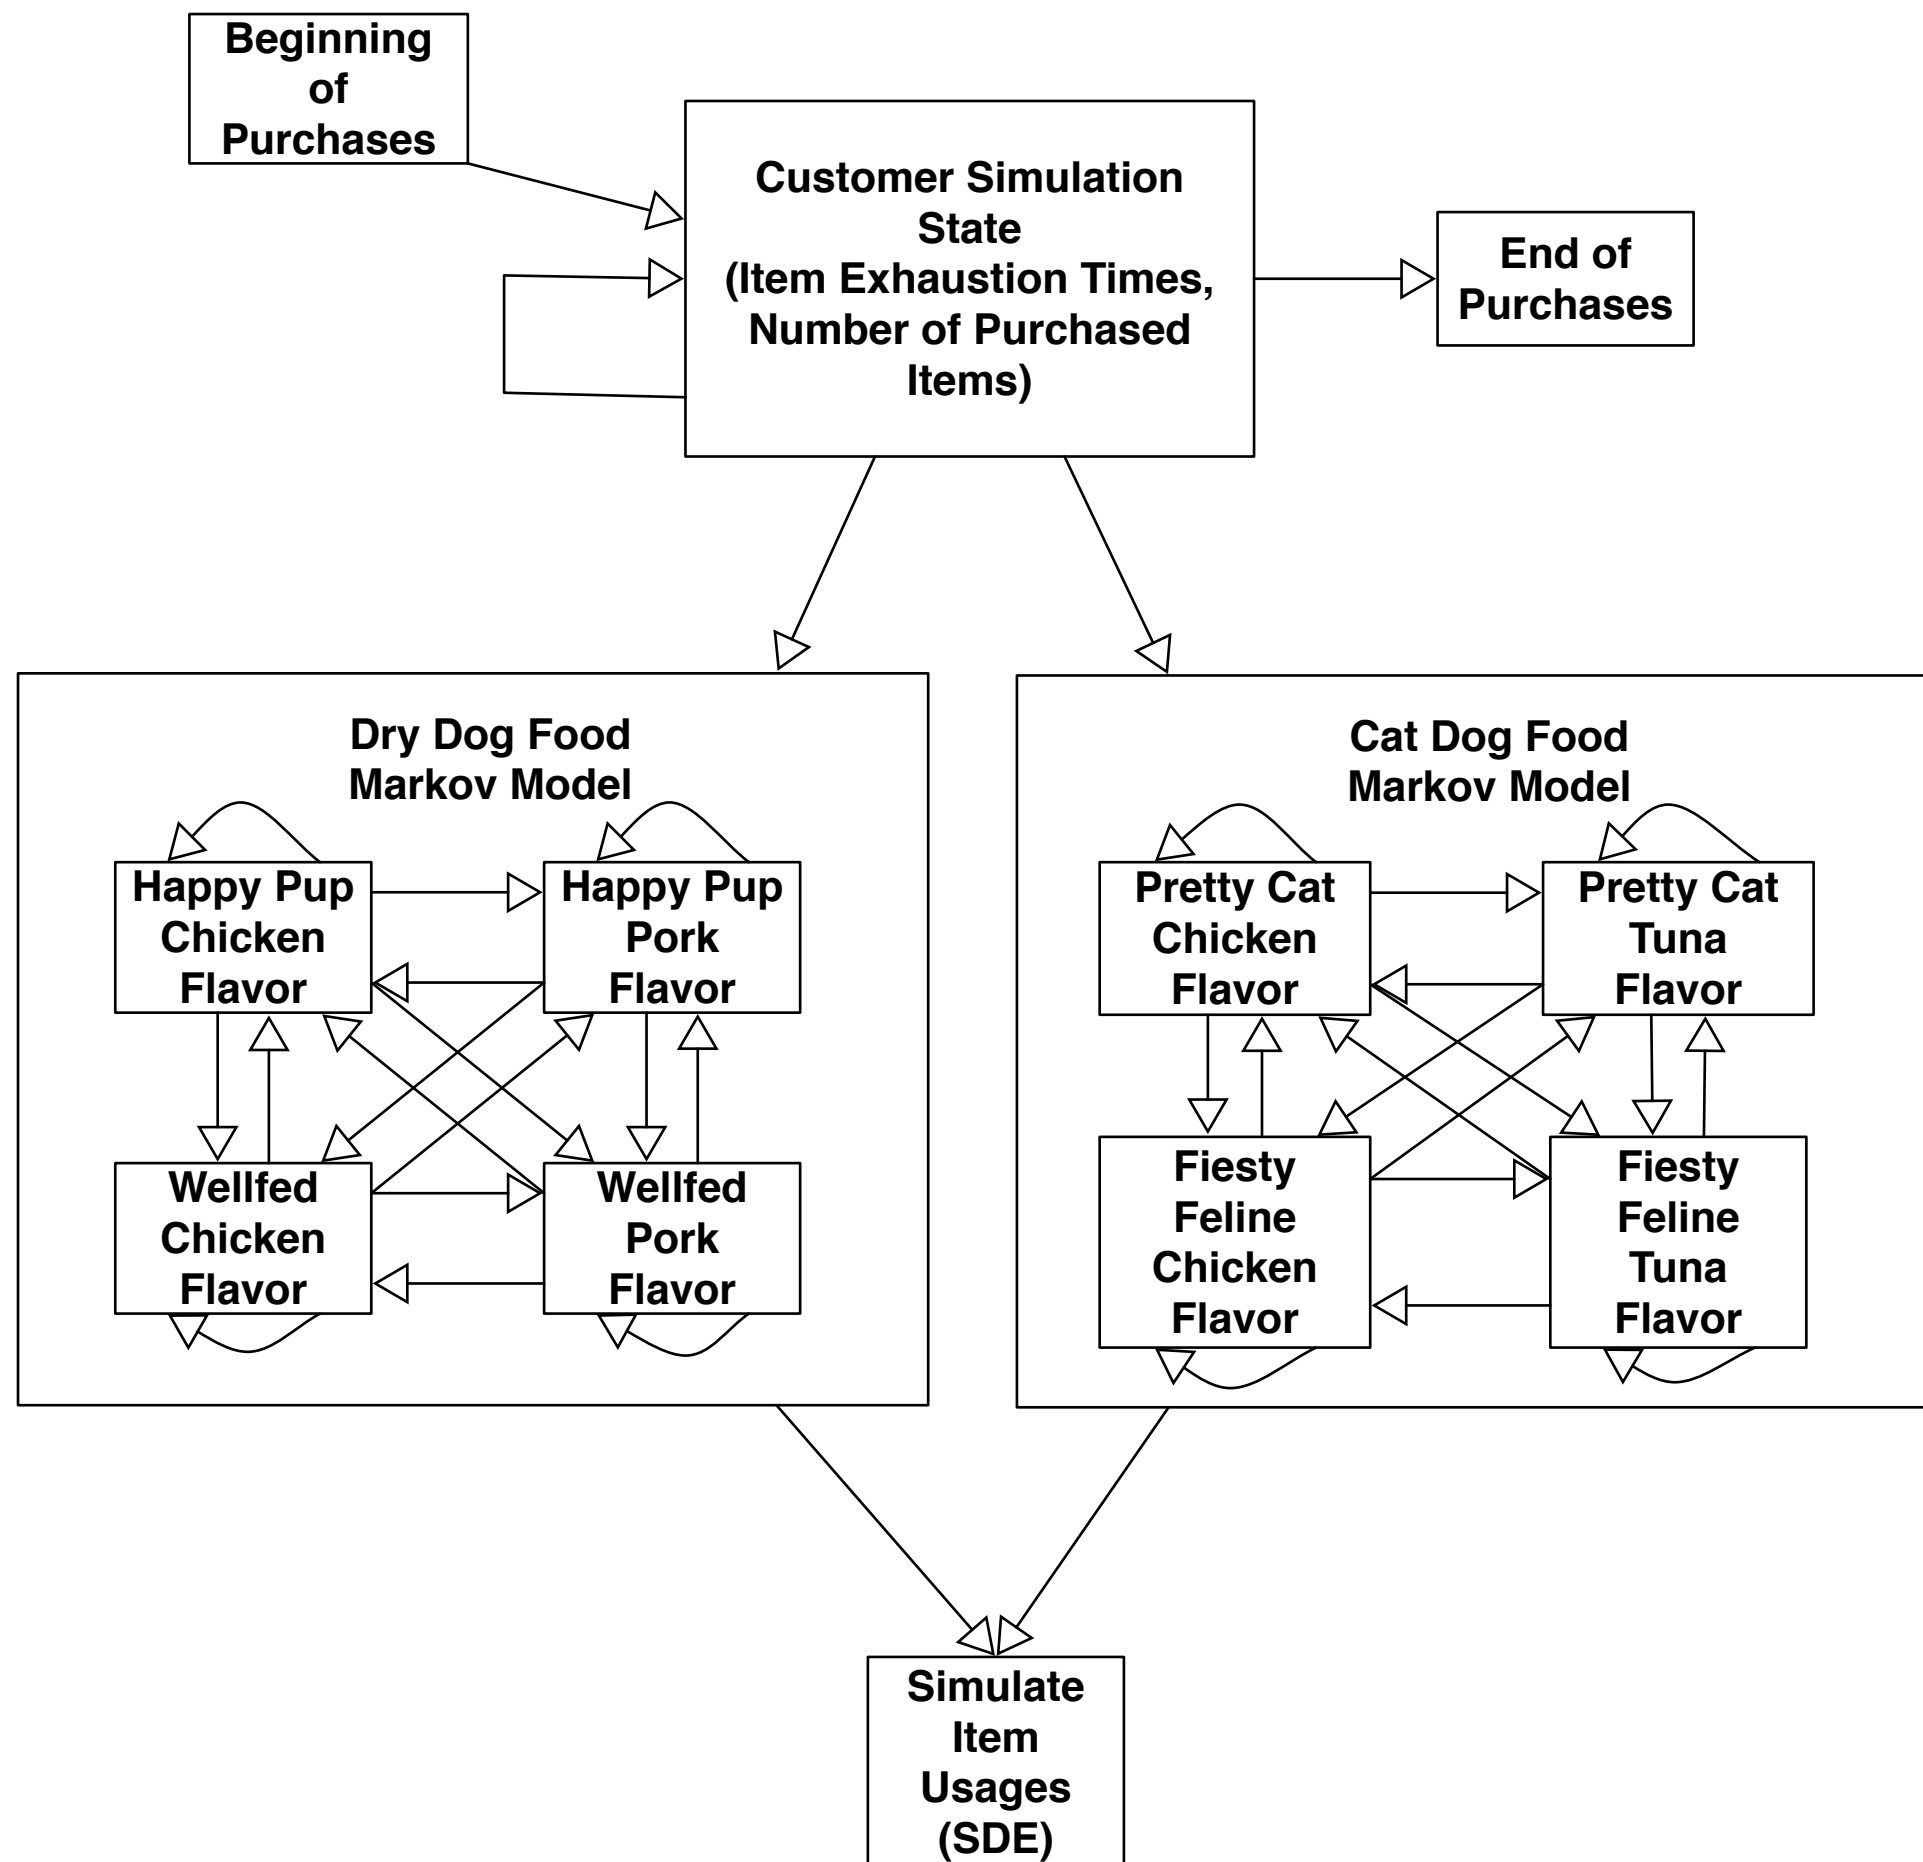 Beginning
of
Purchases
Customer Simulation
State
(Item Exhaustion Times,
Number of Purchased
Items)
End of
Purchases
Dry Dog Food
Markov Model
Happy Pup
Chicken
Flavor
Happy Pup
Pork
Flavor
Wellfed
Chicken
Flavor
Wellfed
Pork
Flavor
Cat Dog Food
Markov Model
Pretty Cat
Chicken
Flavor
Pretty Cat
Tuna
Flavor
Fiesty
Feline
Chicken
Flavor
Fiesty
Feline
Tuna
Flavor
Simulate
Item
Usages
(SDE)